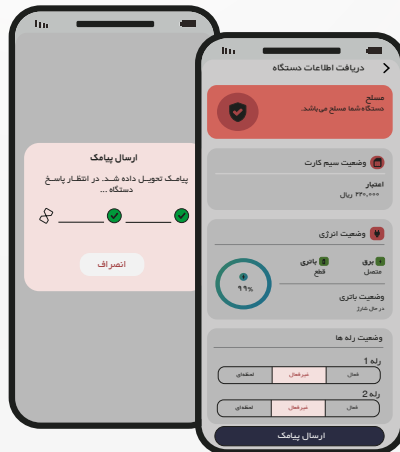 ارسال پیامک
پیامک تحویل داده شد. در انتظار پاسخ
دستگاه ...
انصراف
دریافت اطلاعات دستگاه
مسلح
دستگاه شما مسلح می‌باشد.
وضعیت سیم کارت
اعتبار
۲۲۰,۰۰۰ ریال
وضعیت انرژی
برق
باتری
متصل
قطع
۹۹%
وضعیت باتری
در حال شارژ
وضعیت رله ها
رله 1
فعال غیرفعال لحظه‌ای
رله 2
فعال غیرفعال لحظه‌ای
ارسال پیامک